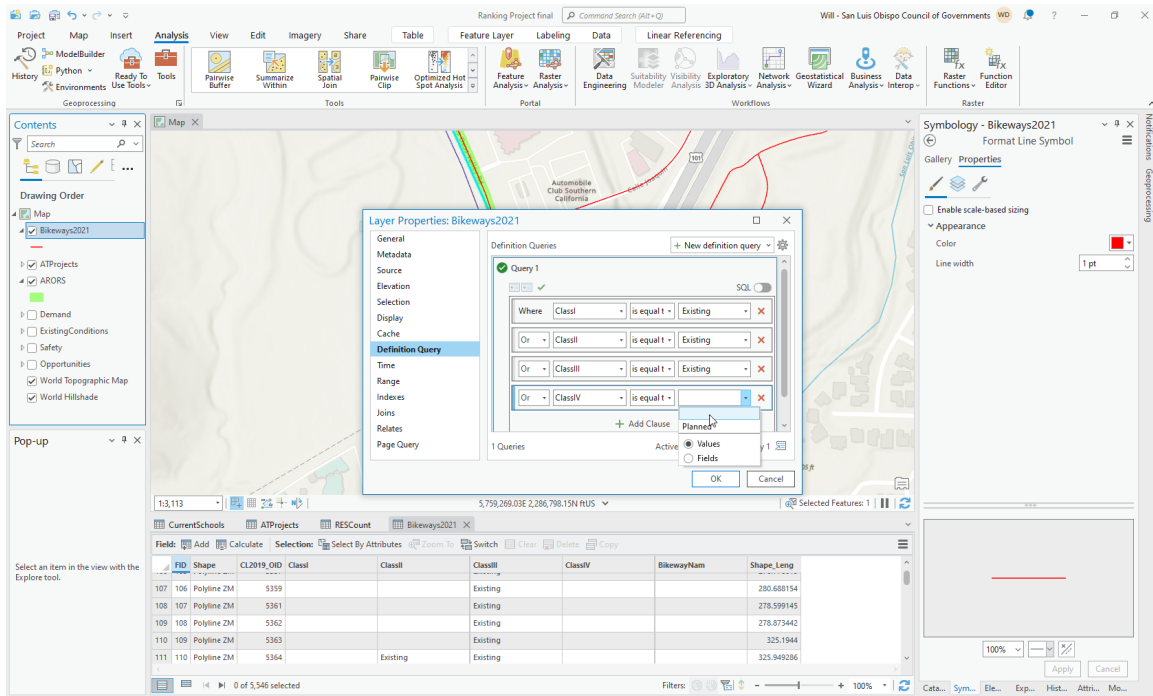 Ranking Project final
Command Search (Alt+Q)
Will - San Luis Obispo Council of Governments
WD
?
Project Map Insert Analysis View Edit Imagery Share Table Feature Layer Labeling Data Linear Referencing
History
ModelBuilder
Python
Environments
Ready To Use Tools
Tools
Geoprocessing
Pairwise Buffer
Summarize Within
Spatial Join
Pairwise Clip
Optimized Hot Spot Analysis
Tools
Feature Analysis
Raster Analysis
Portal
Data Engineering
Suitability Modeler
Visibility Analysis
Exploratory 3D Analysis
Network Analysis
Geostatistical Wizard
Business Analysis
Data Interop
Workflows
Raster Functions
Function Editor
Raster
Contents
Search
Drawing Order
Map
Bikeways2021
ATProjects
ARORS
Demand
ExistingConditions
Safety
Opportunities
World Topographic Map
World Hillshade
Pop-up
Select an item in the view with the
Explore tool.
Map
101
Automobile
Club Southern
California
Layer Properties: Bikeways2021
General
Metadata
Source
Elevation
Selection
Display
Cache
Definition Query
Time
Range
Indexes
Joins
Relates
Page Query
Definition Queries
New definition query
Query 1
SQL
Where ClassI is equal t Existing
Or ClassII is equal t Existing
Or ClassIII is equal t Existing
Or ClassIV is equal t
Planned
Values
Fields
+ Add Clause
1 Queries
Active
y 1
OK Cancel
1:3,113
5,759,269.03E 2,286,798.15N ftUS
Selected Features: 1
CurrentSchools ATProjects RESCount Bikeways2021
Field: Add Calculate Selection: Select By Attributes Zoom To Switch Clear Delete Copy
FID Shape CL2019_OID ClassI ClassII ClassIII ClassIV BikewayNam Shape_Leng
107 106 Polyline ZM 5359 Existing 280.688154
108 107 Polyline ZM 5361 Existing 278.599145
109 108 Polyline ZM 5362 Existing 278.873442
110 109 Polyline ZM 5363 Existing 325.1944
111 110 Polyline ZM 5364 Existing Existing 325.949286
0 of 5,546 selected
Filters:
100%
Symbology - Bikeways2021
Format Line Symbol
Gallery Properties
Enable scale-based sizing
Appearance
Color
Line width 1 pt
100%
Apply Cancel
Cata... Sym... Ele... Exp... Hist... Attri... Mo...
Notifications
Geoprocessing